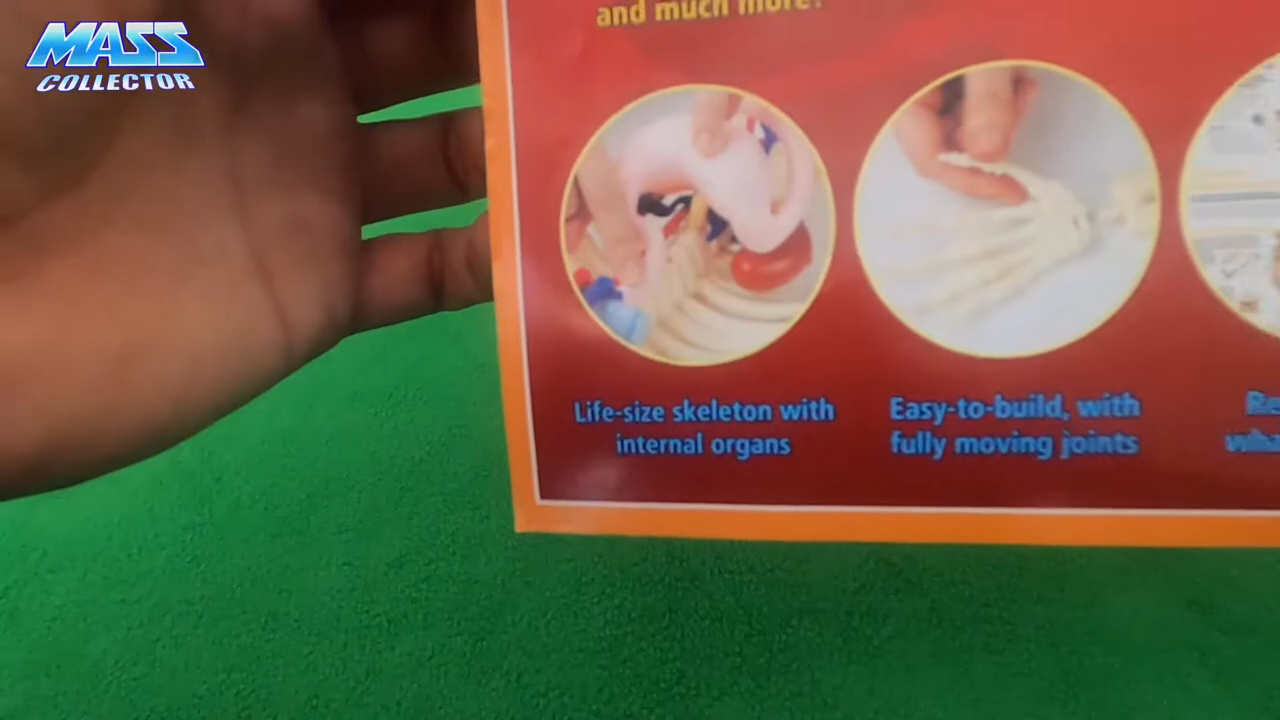 MASS
COLLECTOR
and much more!
Life-size skeleton with
internal organs
Easy-to-build, with
fully moving joints